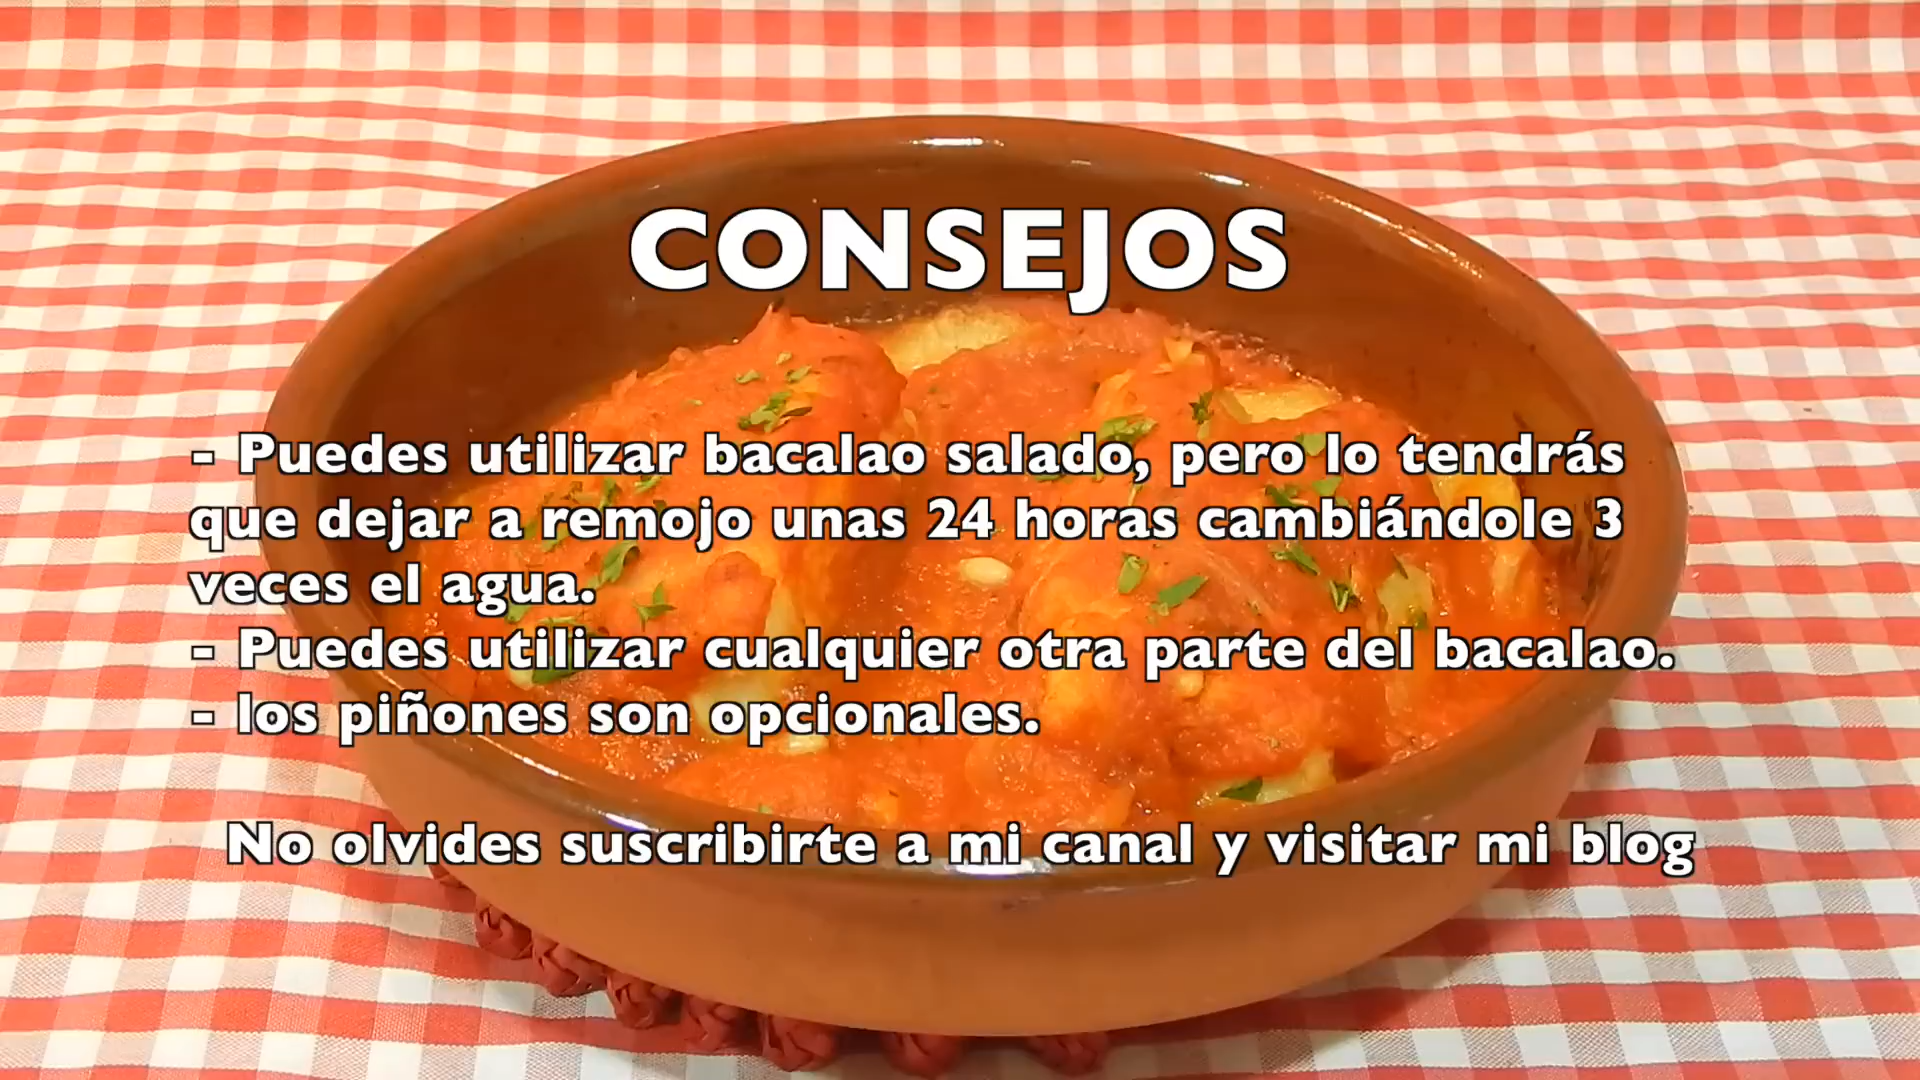 CONSEJOS
- Puedes utilizar bacalao salado, pero lo tendrás
que dejar a remojo unas 24 horas cambiándole 3
veces el agua.
- Puedes utilizar cualquier otra parte del bacalao.
- los piñones son opcionales.
No olvides suscribirte a mi canal y visitar mi blog